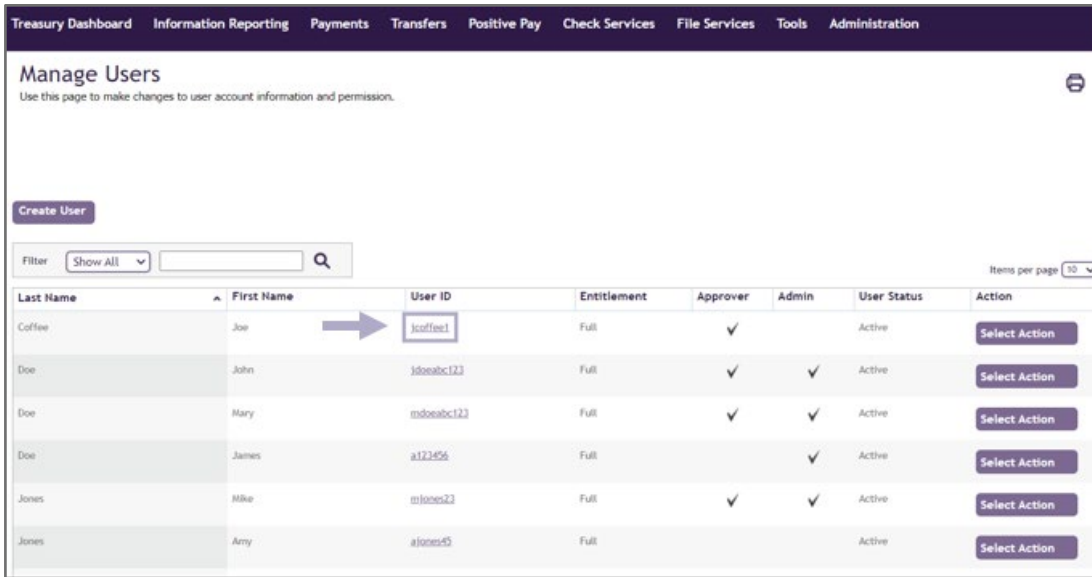 Treasury Dashboard Information Reporting Payments Transfers Positive Pay Check Services File Services Tools Administration
Manage Users
Use this page to make changes to user account information and permission.
Create User
Filter Show All
Items per page 10
Last Name First Name User ID Entitlement Approver Admin User Status Action
Coffee Joe jcoffee1 Full ✓ Active Select Action
Doe John jdoeabc123 Full ✓ ✓ Active Select Action
Doe Mary mdoeabc123 Full ✓ ✓ Active Select Action
Doe James a123456 Full ✓ Active Select Action
Jones Mike mjones23 Full ✓ ✓ Active Select Action
Jones Amy ajones45 Full Active Select Action